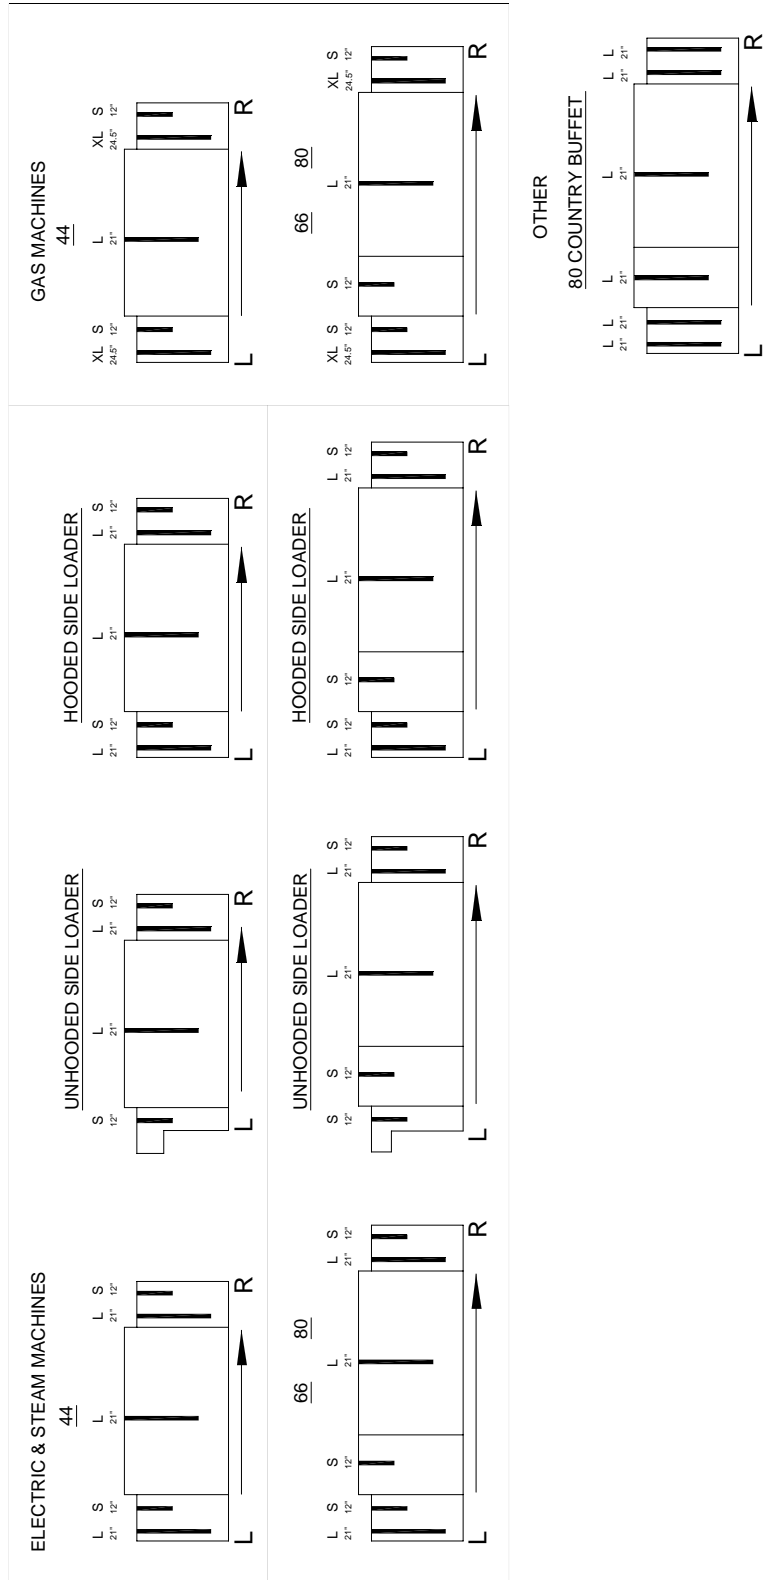 ELECTRIC & STEAM MACHINES
44
L S L L S
21" 12" 21" 21" 12"
L R
UNHOODED SIDE LOADER
S L L S
12" 21" 21" 12"
L R
HOODED SIDE LOADER
L S L L S
21" 12" 21" 21" 12"
L R
GAS MACHINES
44
XL S L XL S
24.5" 12" 21" 24.5" 12"
L R
66 80
L S S L L S
21" 12" 12" 21" 21" 12"
L R
UNHOODED SIDE LOADER
S S L L S
12" 12" 21" 21" 12"
L R
HOODED SIDE LOADER
L S S L L S
21" 12" 12" 21" 21" 12"
L R
66 80
XL S S L XL S
24.5" 12" 12" 21" 24.5" 12"
L R
OTHER
80 COUNTRY BUFFET
L L L L L L
21" 21" 21" 21" 21" 21"
L R